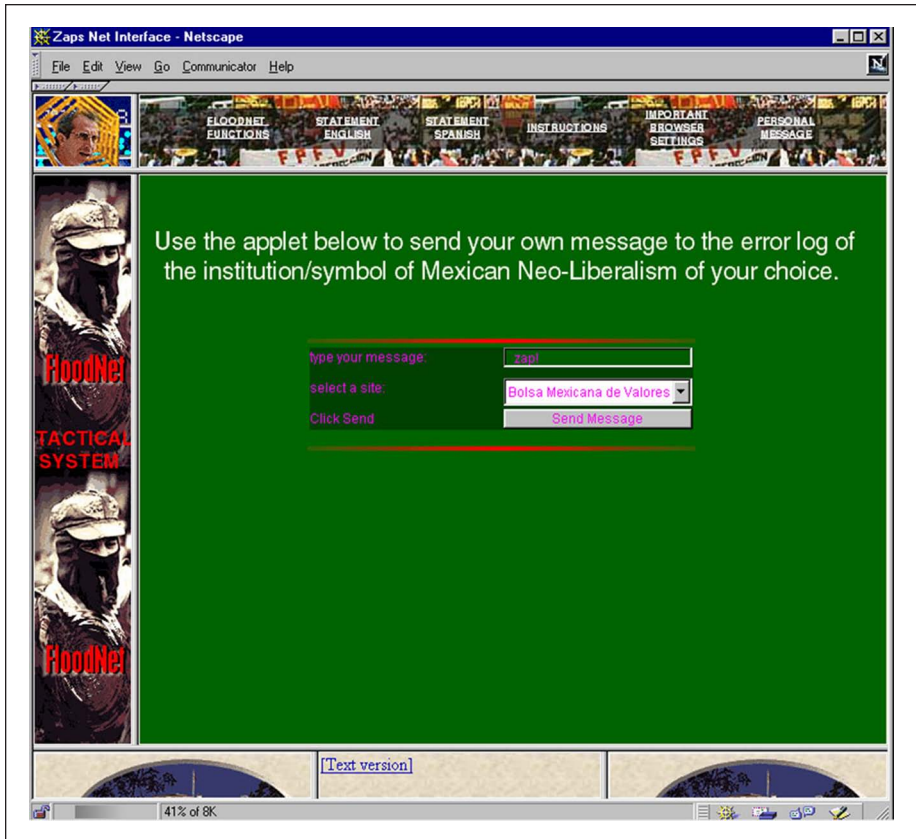 Zaps Net Interface - Netscape
File Edit View Go Communicator Help
FLOODNET FUNCTIONS
STATEMENT ENGLISH
STATEMENT SPANISH
INSTRUCTIONS
IMPORTANT BROWSER SETTINGS
PERSONAL MESSAGE
FPFV
FPFV
Use the applet below to send your own message to the error log of
the institution/symbol of Mexican Neo-Liberalism of your choice.
type your message: zap!
select a site: Bolsa Mexicana de Valores
Click Send Send Message
FloodNet
TACTICAL
SYSTEM
FloodNet
[Text version]
41% of 8K